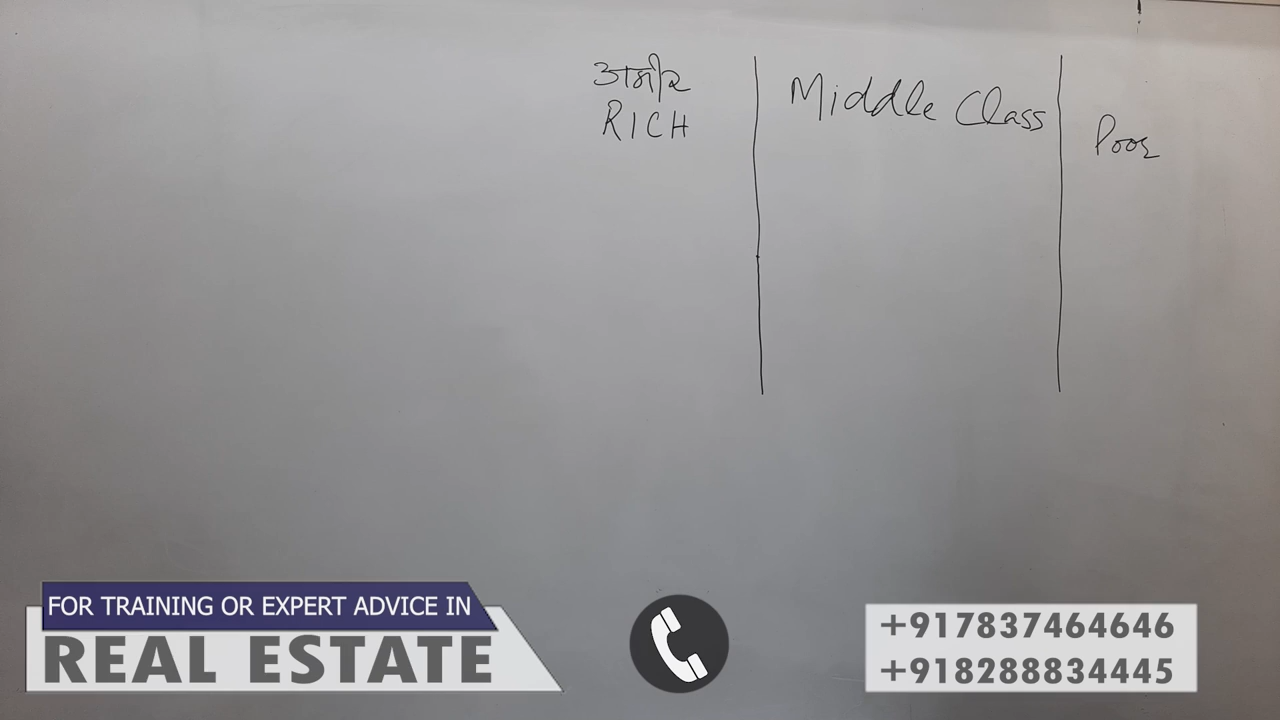 अमीर
RICH
Middle Class
Poor
FOR TRAINING OR EXPERT ADVICE IN
REAL ESTATE
+917837464646
+918288834445